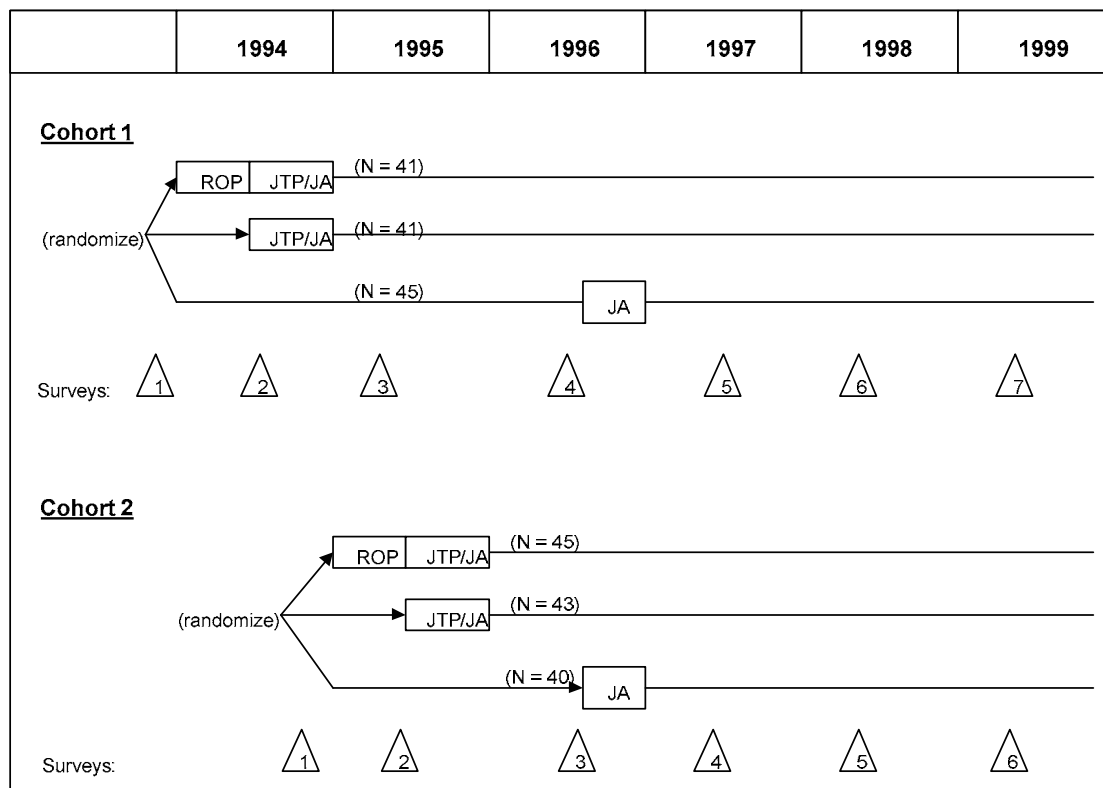 1994 1995 1996 1997 1998 1999
Cohort 1
ROP JTP/JA (N = 41)
(randomize) JTP/JA (N = 41)
(N = 45) JA
Surveys: 1 2 3 4 5 6 7
Cohort 2
ROP JTP/JA (N = 45)
(randomize) JTP/JA (N = 43)
(N = 40) JA
Surveys: 1 2 3 4 5 6